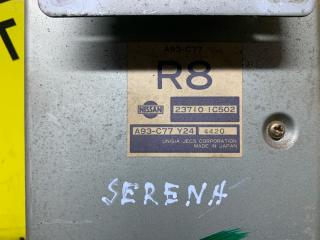 A93-C77
R8
NISSAN 23710 1C502
A93-C77 Y24 4420
UNISIA JECS CORPORATION
MADE IN JAPAN
SERENA